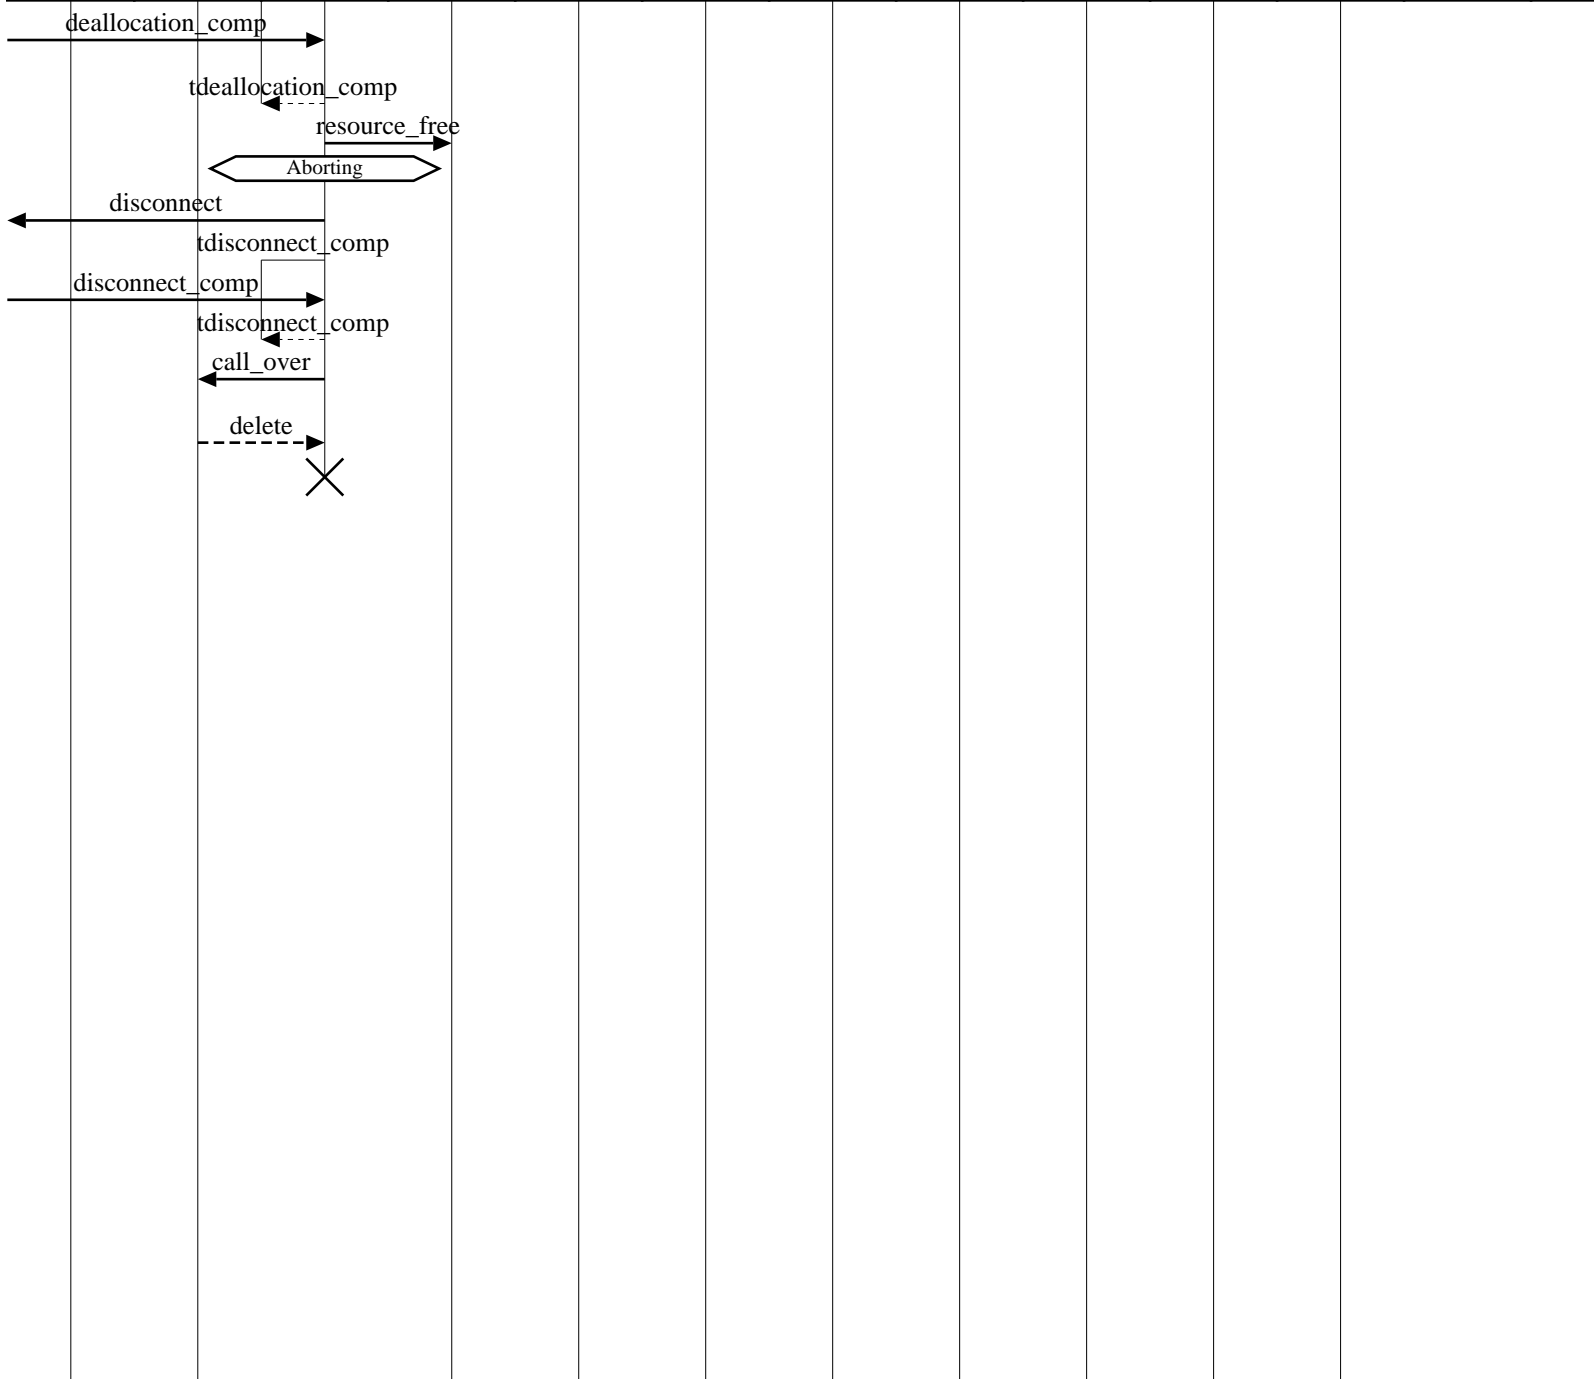 deallocation_comp
tdeallocation_comp
resource_free
Aborting
disconnect
tdisconnect_comp
disconnect_comp
tdisconnect_comp
call_over
delete